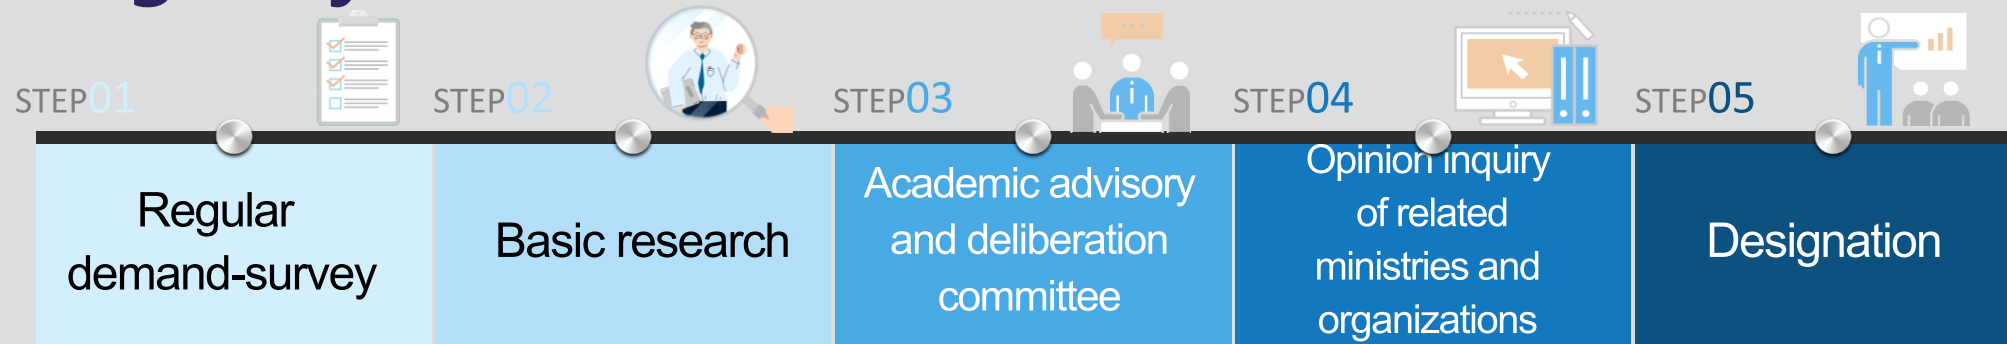 STEP01
Regular
demand-survey
STEP02
Basic research
STEP03
Academic advisory
and deliberation
committee
STEP04
Opinion inquiry
of related
ministries and
organizations
STEP05
Designation